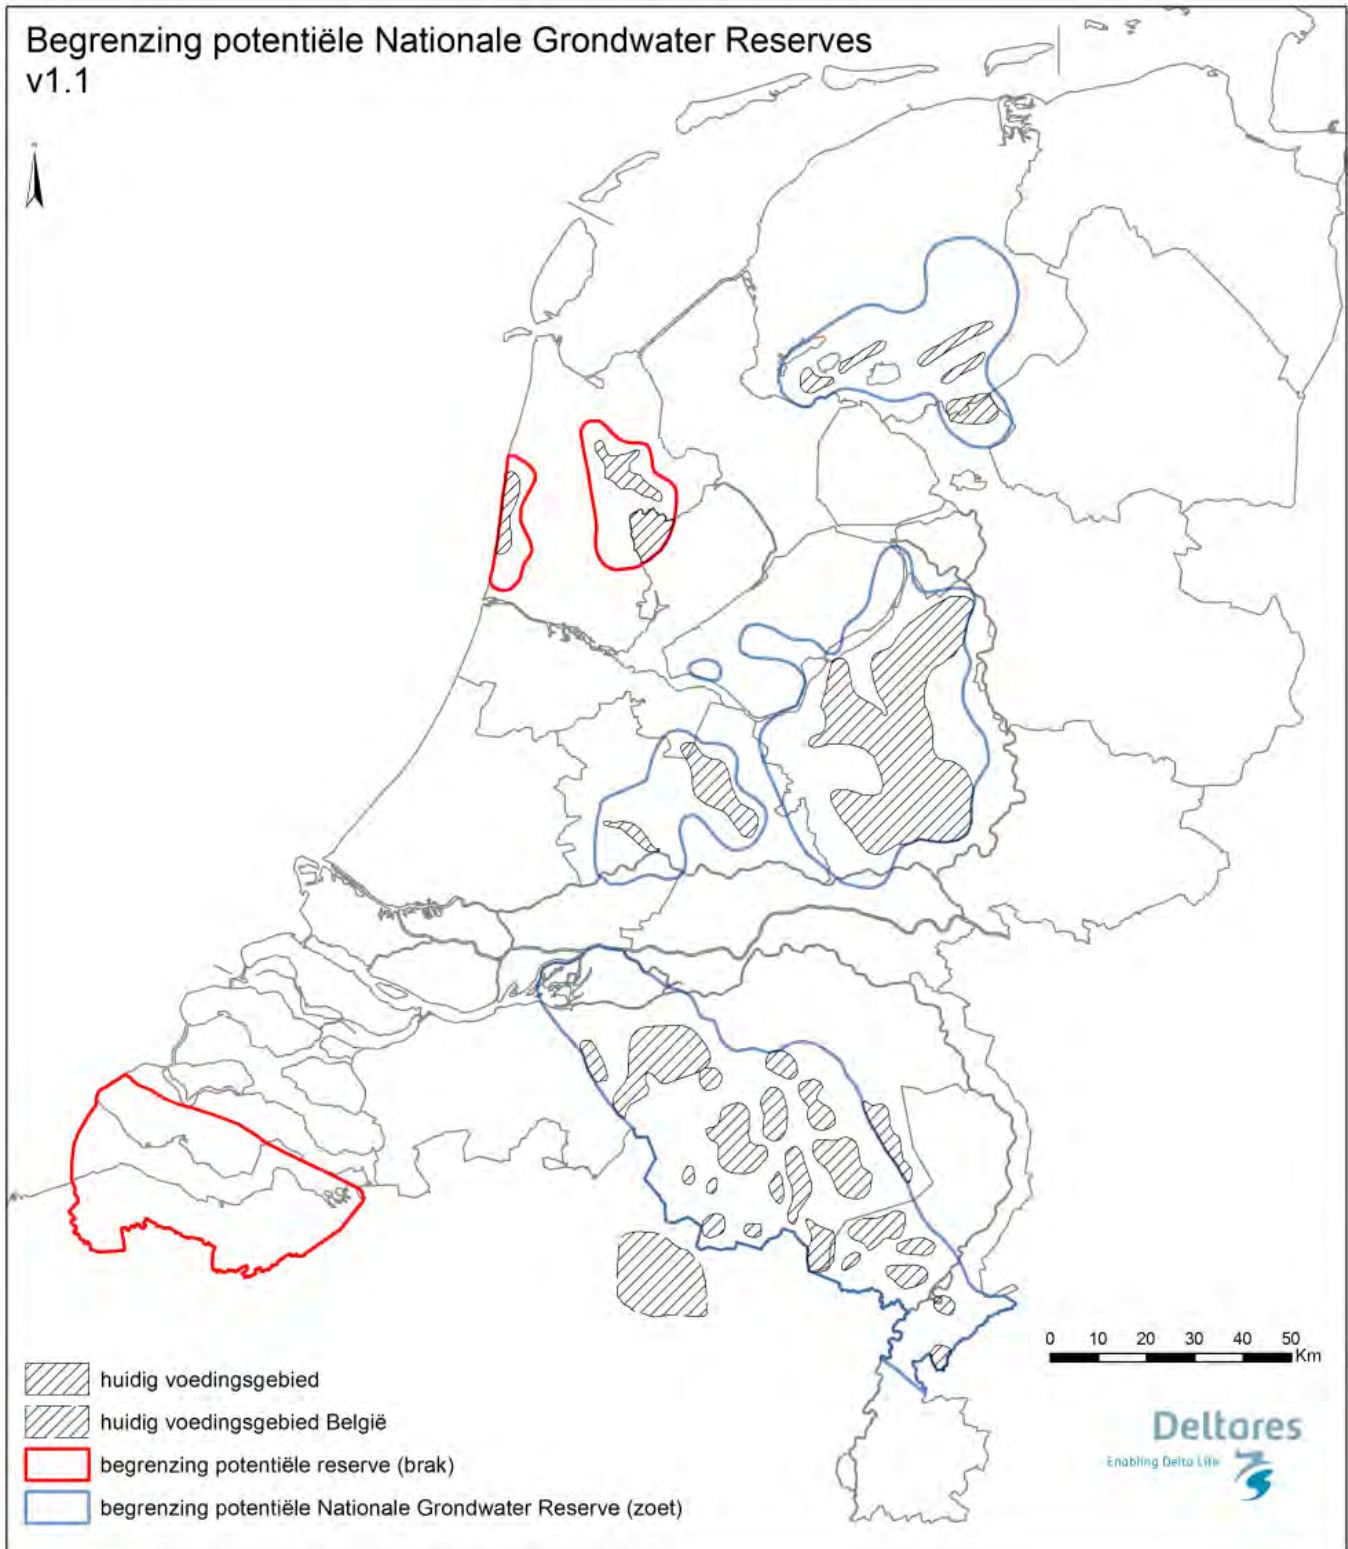 Begrenzing potentiële Nationale Grondwater Reserves
v1.1
0 10 20 30 40 50
Km
huidig voedingsgebied
huidig voedingsgebied België
begrenzing potentiële reserve (brak)
begrenzing potentiële Nationale Grondwater Reserve (zoet)
Deltares
Enabling Delta Life